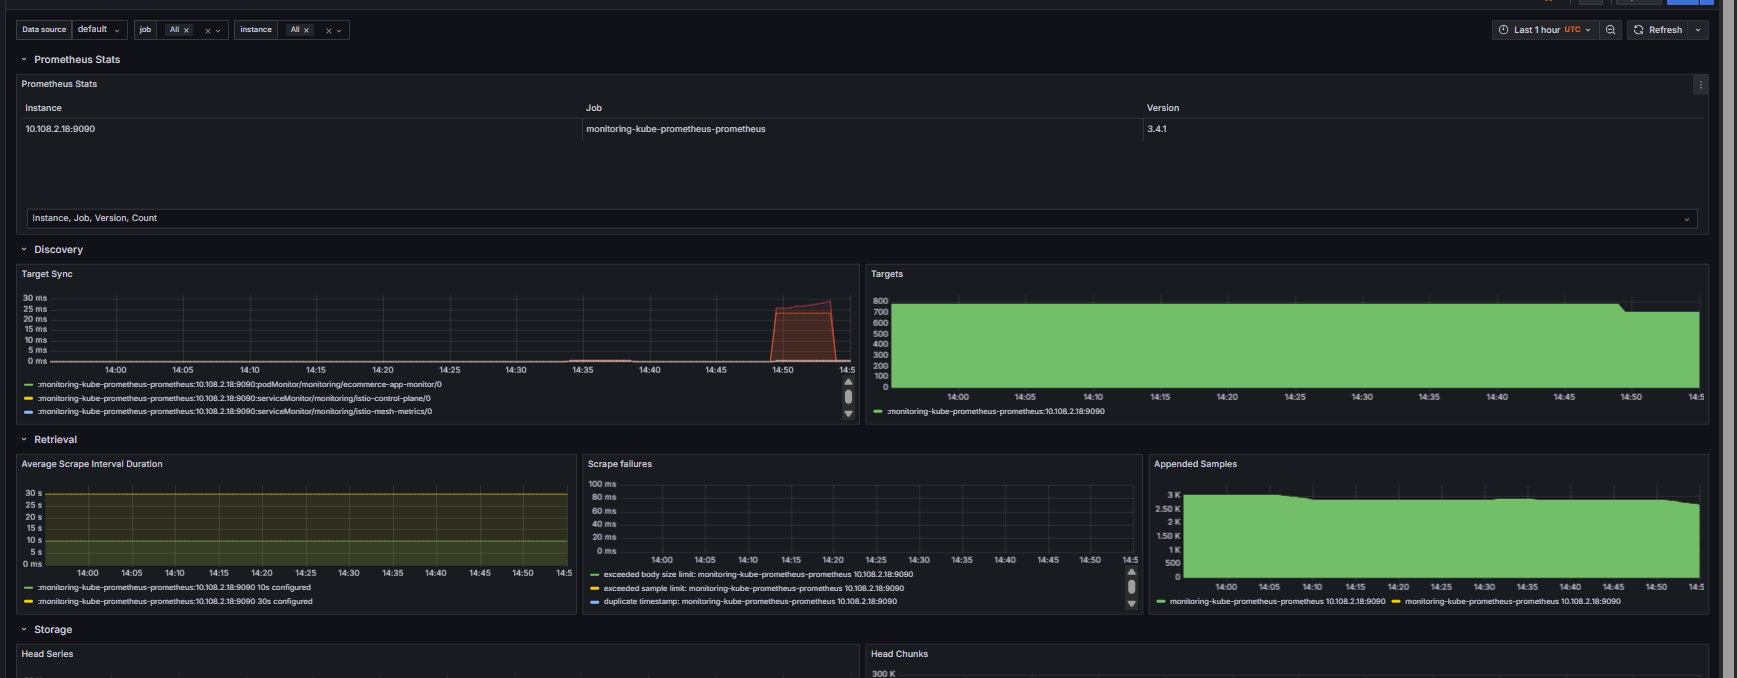 Data source default job All × × instance All × × Last 1 hour UTC Refresh
Prometheus Stats
Prometheus Stats
Instance Job Version
10.108.2.18:9090 monitoring-kube-prometheus-prometheus 3.4.1
Instance, Job, Version, Count
Discovery
Target Sync
30 ms
25 ms
20 ms
15 ms
10 ms
5 ms
0 ms
14:00 14:05 14:10 14:15 14:20 14:25 14:30 14:35 14:40 14:45 14:50 14:5
:monitoring-kube-prometheus-prometheus:10.108.2.18:9090:podMonitor/monitoring/ecommerce-app-monitor/0
:monitoring-kube-prometheus-prometheus:10.108.2.18:9090:serviceMonitor/monitoring/istio-control-plane/0
:monitoring-kube-prometheus-prometheus:10.108.2.18:9090:serviceMonitor/monitoring/istio-mesh-metrics/0
Targets
800
700
600
500
400
300
200
100
0
14:00 14:05 14:10 14:15 14:20 14:25 14:30 14:35 14:40 14:45 14:50 14:5
:monitoring-kube-prometheus-prometheus:10.108.2.18:9090
Retrieval
Average Scrape Interval Duration
30 s
25 s
20 s
15 s
10 s
5 s
0 ms
14:00 14:05 14:10 14:15 14:20 14:25 14:30 14:35 14:40 14:45 14:50 14:5
:monitoring-kube-prometheus-prometheus:10.108.2.18:9090 10s configured
:monitoring-kube-prometheus-prometheus:10.108.2.18:9090 30s configured
Scrape failures
100 ms
80 ms
60 ms
40 ms
20 ms
0 ms
14:00 14:05 14:10 14:15 14:20 14:25 14:30 14:35 14:40 14:45 14:50 14:5
exceeded body size limit: monitoring-kube-prometheus-prometheus 10.108.2.18:9090
exceeded sample limit: monitoring-kube-prometheus-prometheus 10.108.2.18:9090
duplicate timestamp: monitoring-kube-prometheus-prometheus 10.108.2.18:9090
Appended Samples
3 K
2.50 K
2 K
1.50 K
1 K
500
0
14:00 14:05 14:10 14:15 14:20 14:25 14:30 14:35 14:40 14:45 14:50 14:5
monitoring-kube-prometheus-prometheus 10.108.2.18:9090 monitoring-kube-prometheus-prometheus 10.108.2.18:9090
Storage
Head Series
Head Chunks
300 K